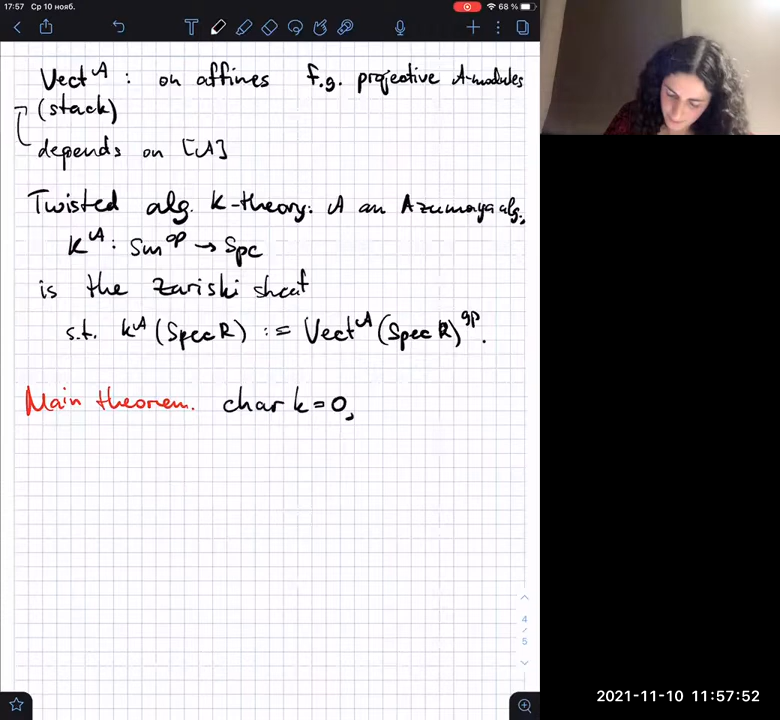 17:57 Ср 10 нояб.
68 %
Vect^A : on affines f.g. projective A-modules
(stack)
depends on [A]
Twisted alg. K-theory: A an Azumaya alg.,
K^A : Sm^op → Spc
is the Zariski sheaf
s.t. K^A (Spec R) := Vect^A (Spec R)^gp.
Main theorem. char k = 0,
4
/
5
2021-11-10 11:57:52